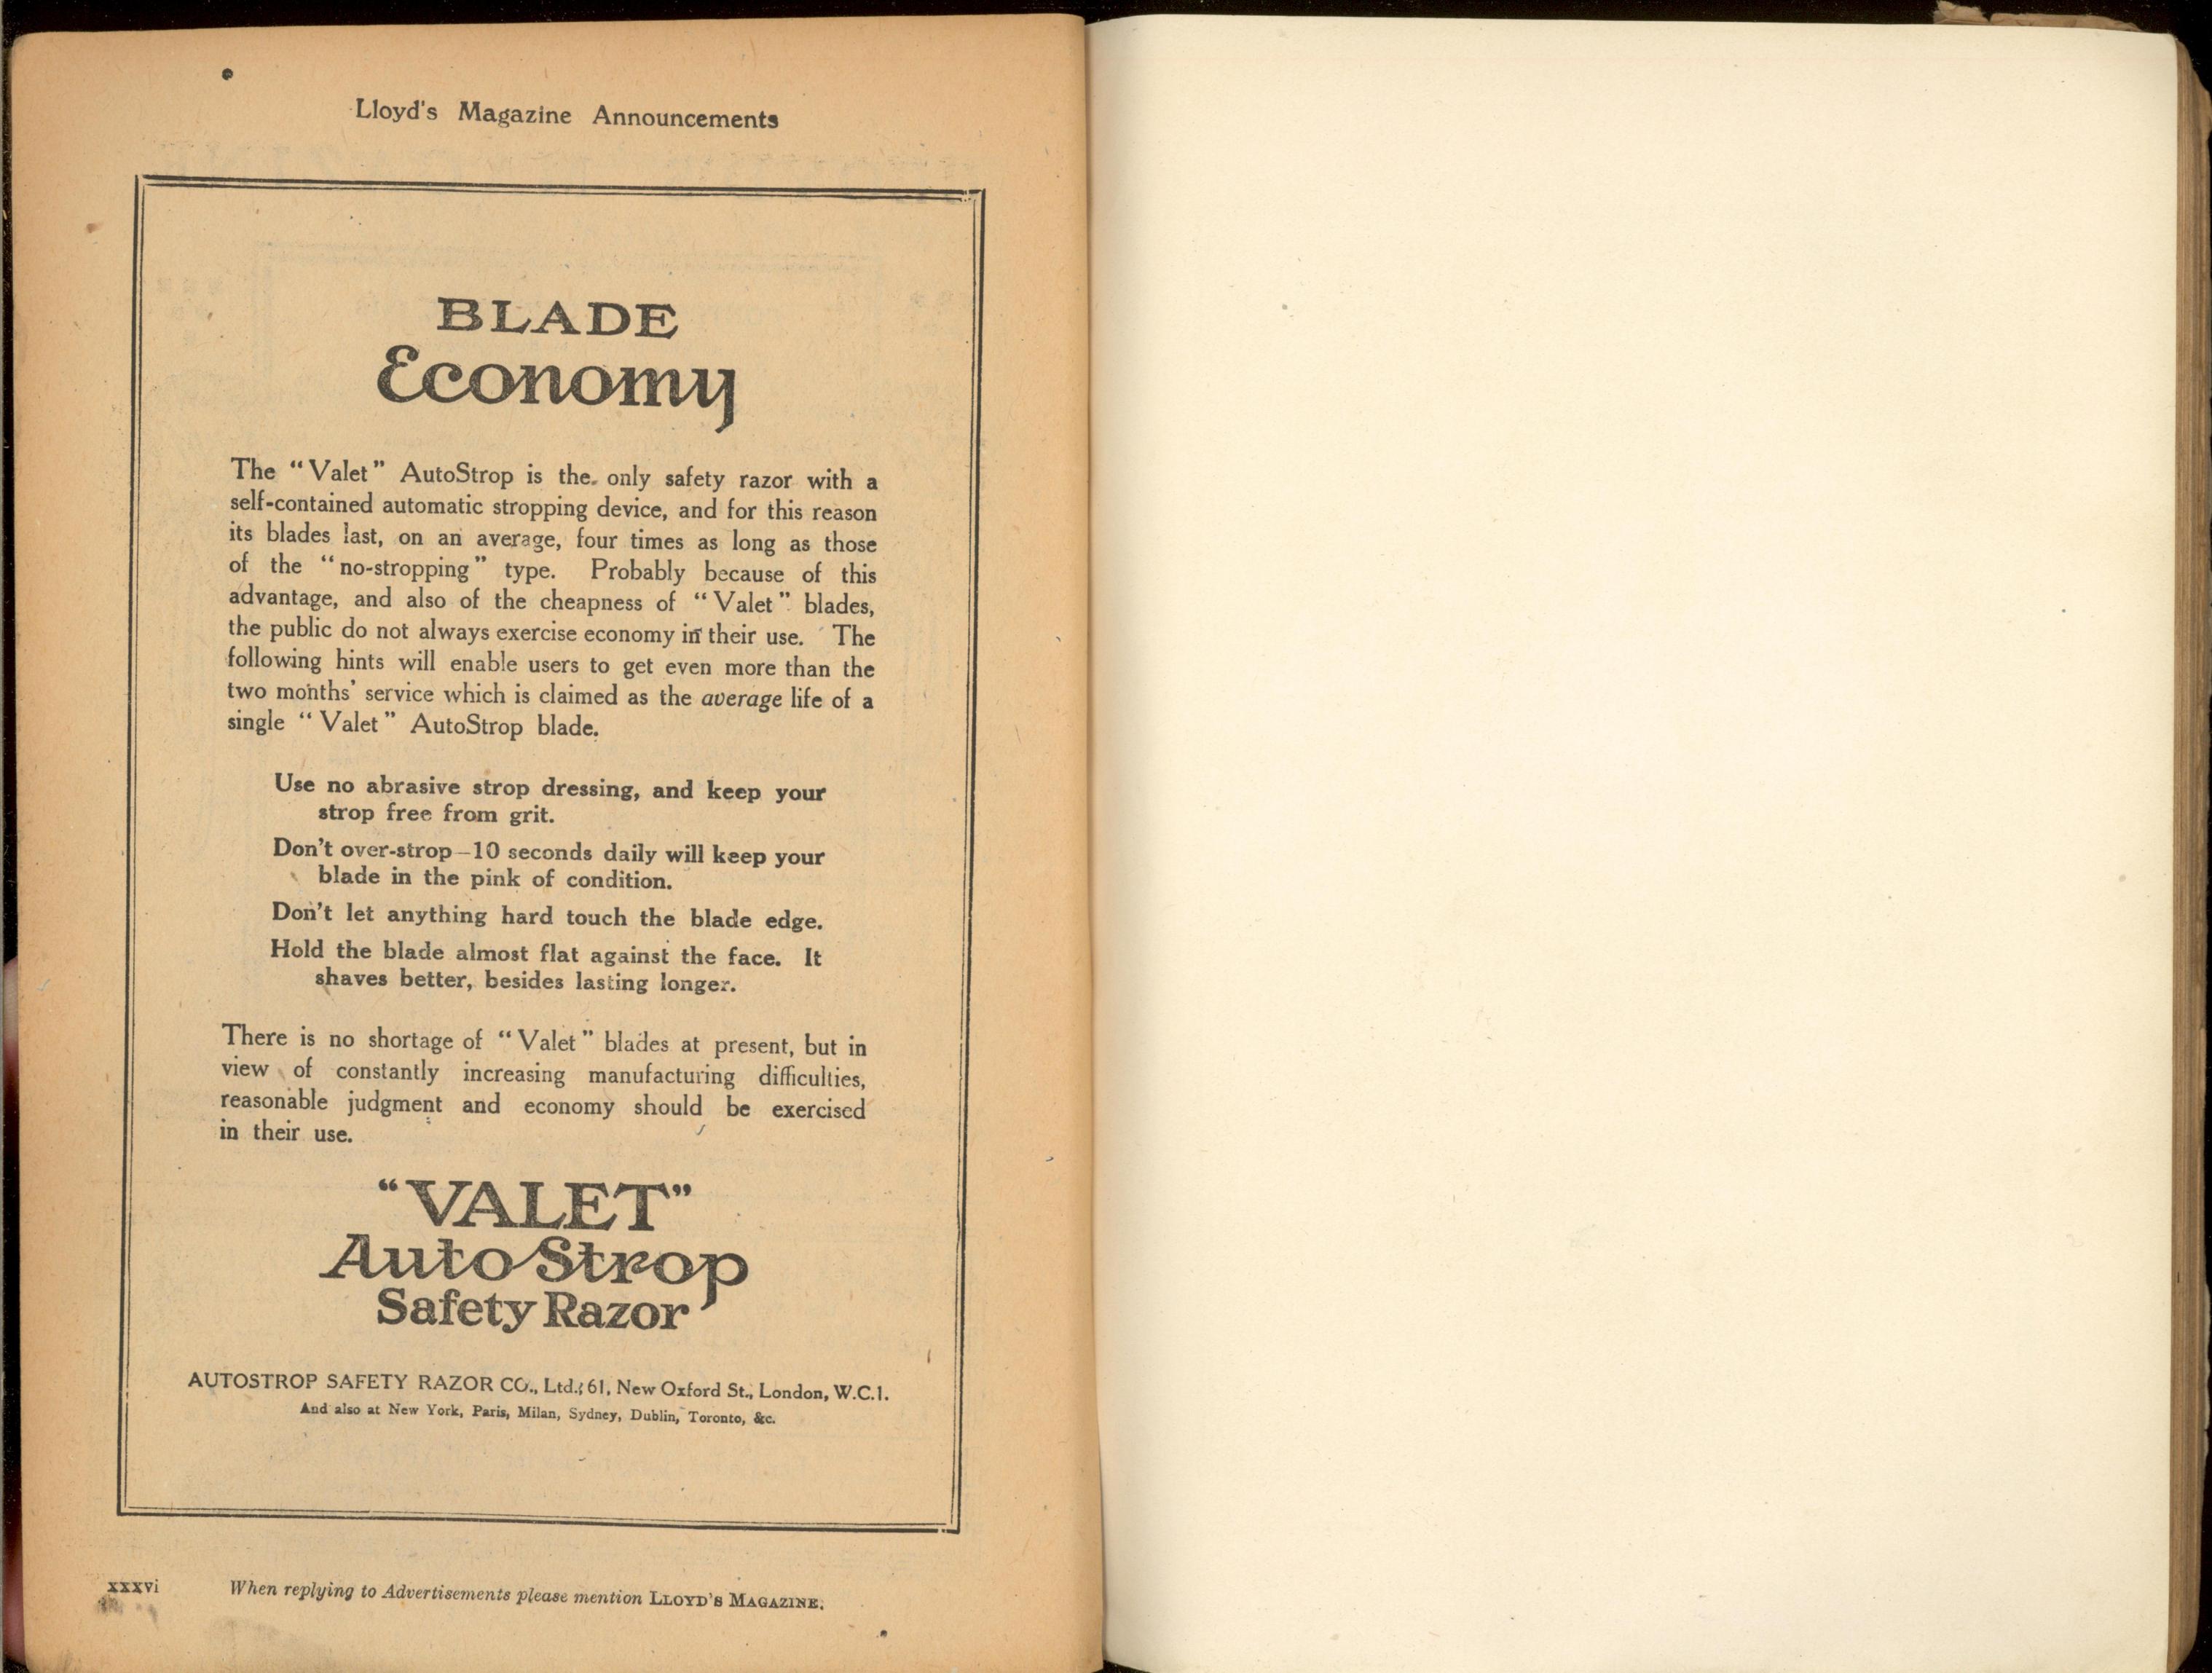 Lloyd's Magazine Announcements
BLADE
Economy
The "Valet" AutoStrop is the only safety razor with a
self-contained automatic stropping device, and for this reason
its blades last, on an average, four times as long as those
of the "no-stropping" type. Probably because of this
advantage, and also of the cheapness of "Valet" blades,
the public do not always exercise economy in their use. The
following hints will enable users to get even more than the
two months' service which is claimed as the average life of a
single "Valet" AutoStrop blade.
Use no abrasive strop dressing, and keep your
strop free from grit.
Don't over-strop—10 seconds daily will keep your
blade in the pink of condition.
Don't let anything hard touch the blade edge.
Hold the blade almost flat against the face. It
shaves better, besides lasting longer.
There is no shortage of "Valet" blades at present, but in
view of constantly increasing manufacturing difficulties,
reasonable judgment and economy should be exercised
in their use.
"VALET"
AutoStrop
Safety Razor
AUTOSTROP SAFETY RAZOR CO., Ltd.; 61, New Oxford St., London, W.C.1.
And also at New York, Paris, Milan, Sydney, Dublin, Toronto, &c.
xxxvi When replying to Advertisements please mention LLOYD'S MAGAZINE.